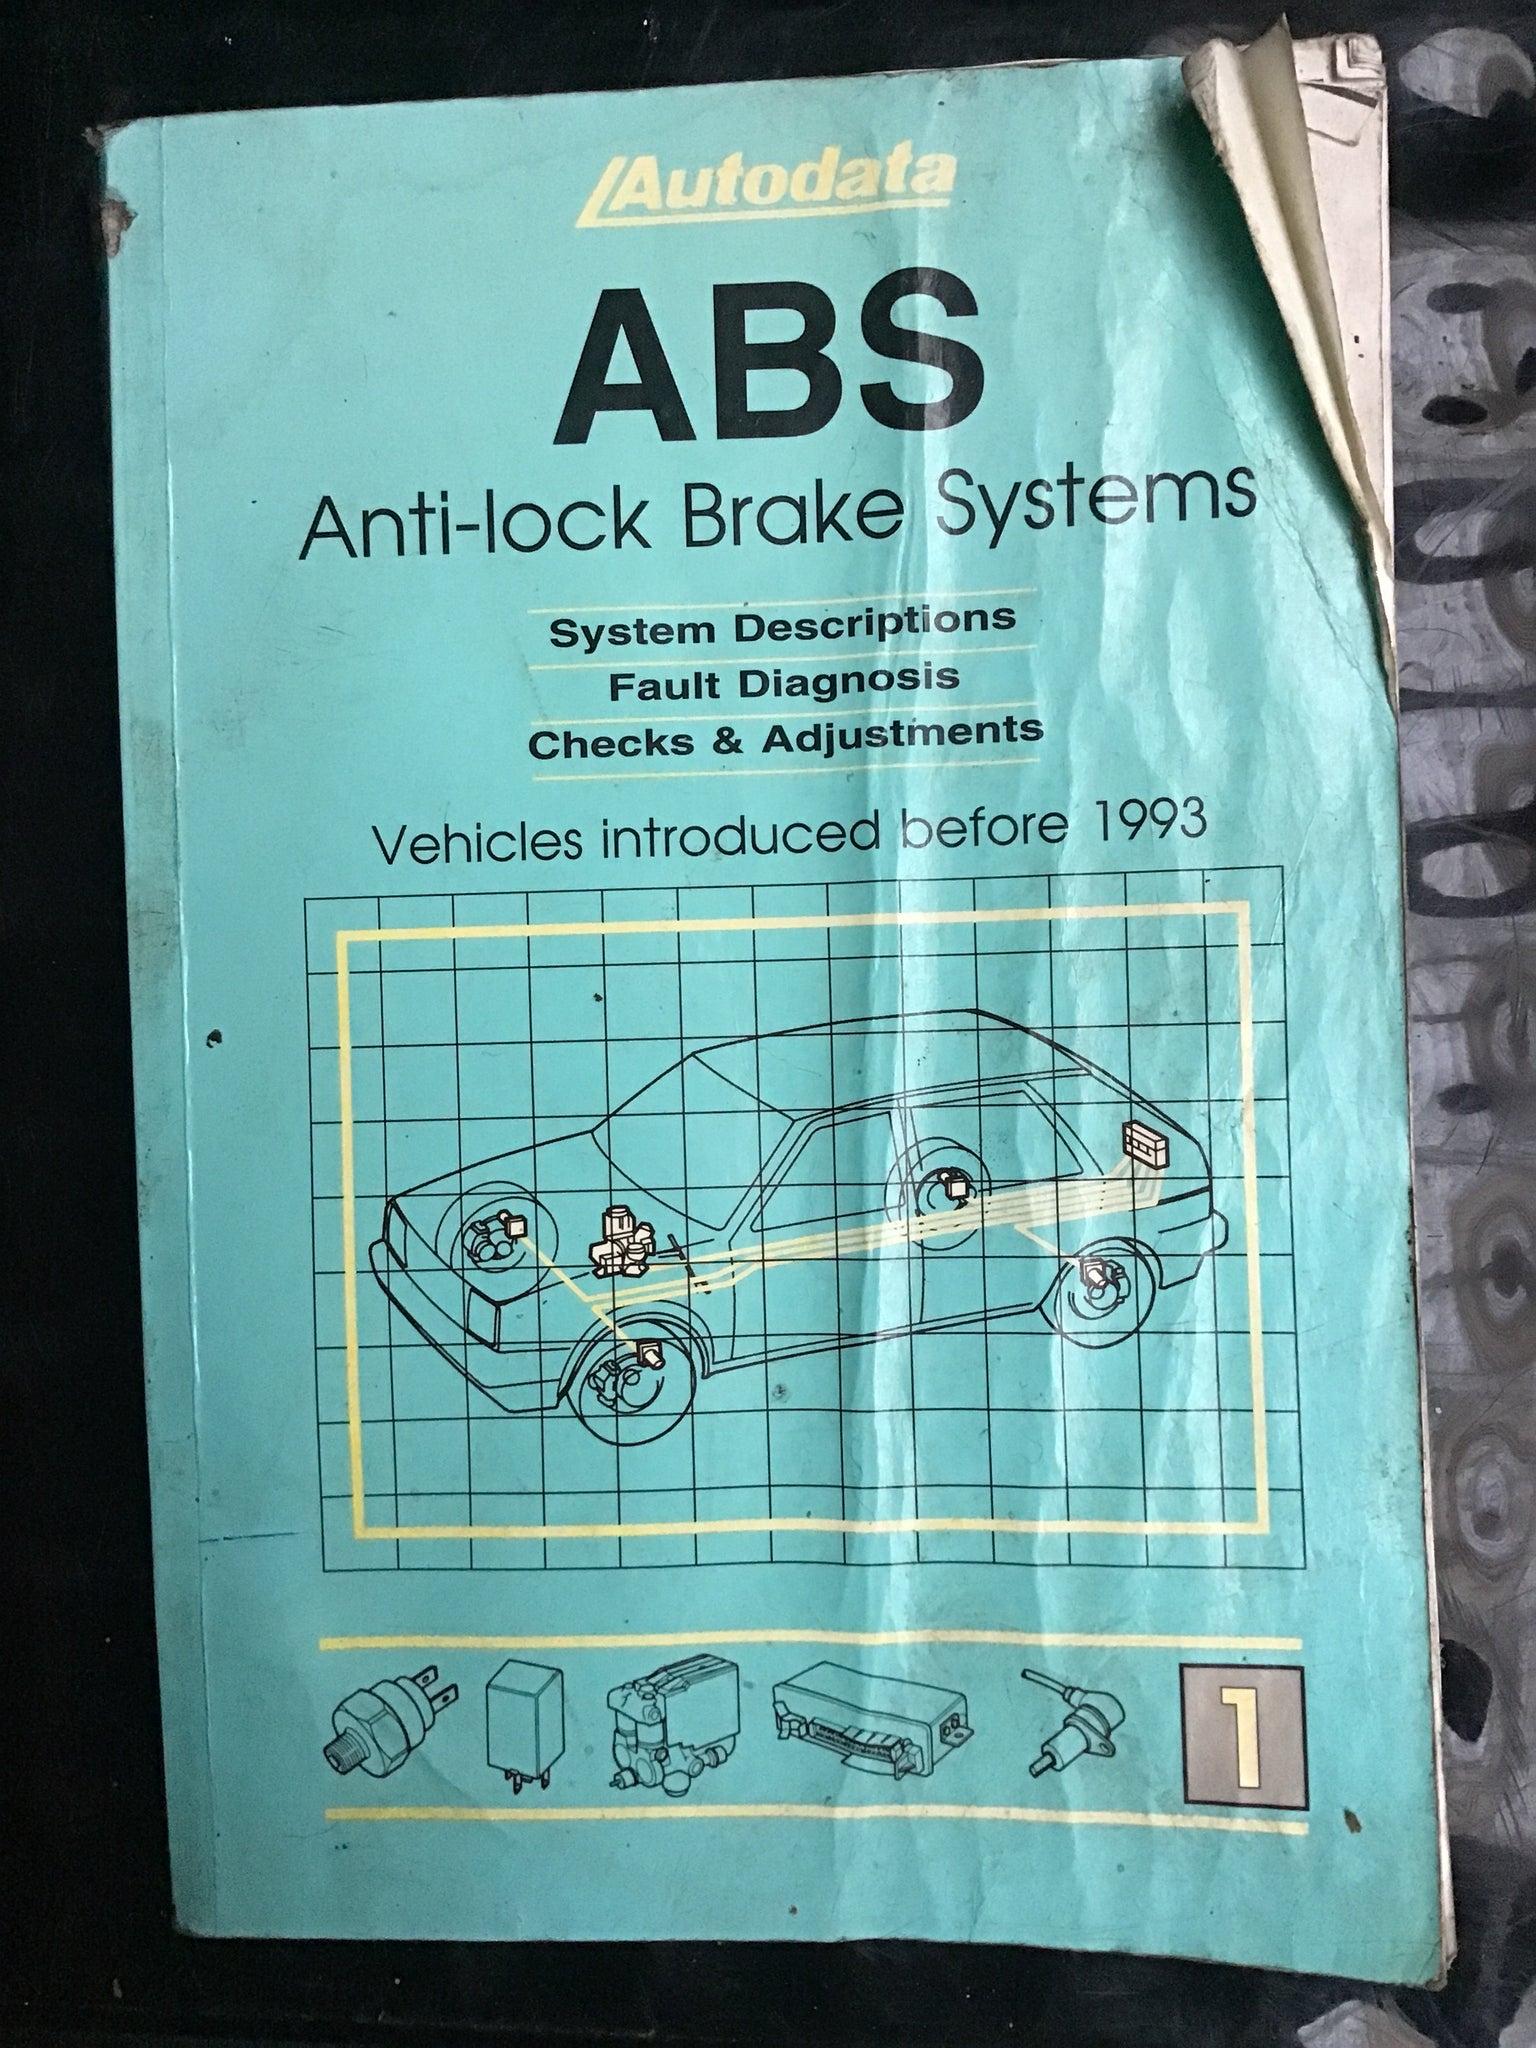 Autodata
ABS
Anti-lock Brake Systems
System Descriptions
Fault Diagnosis
Checks & Adjustments
Vehicles introduced before 1993
1